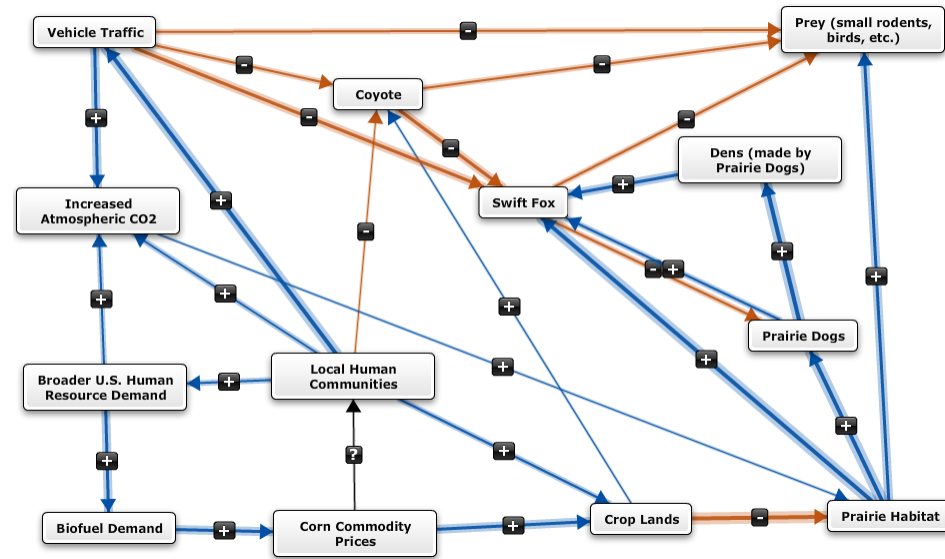 Vehicle Traffic
-
Prey (small rodents,
birds, etc.)
-
-
Coyote
+
-
-
-
Dens (made by
Prairie Dogs)
+
Increased
Atmospheric CO2
+
Swift Fox
-
+
-
+
+
+
+
+
Prairie Dogs
+
+
Broader U.S. Human
Resource Demand
+
Local Human
Communities
+
+
+
+
?
Biofuel Demand
+
Corn Commodity
Prices
+
Crop Lands
-
Prairie Habitat